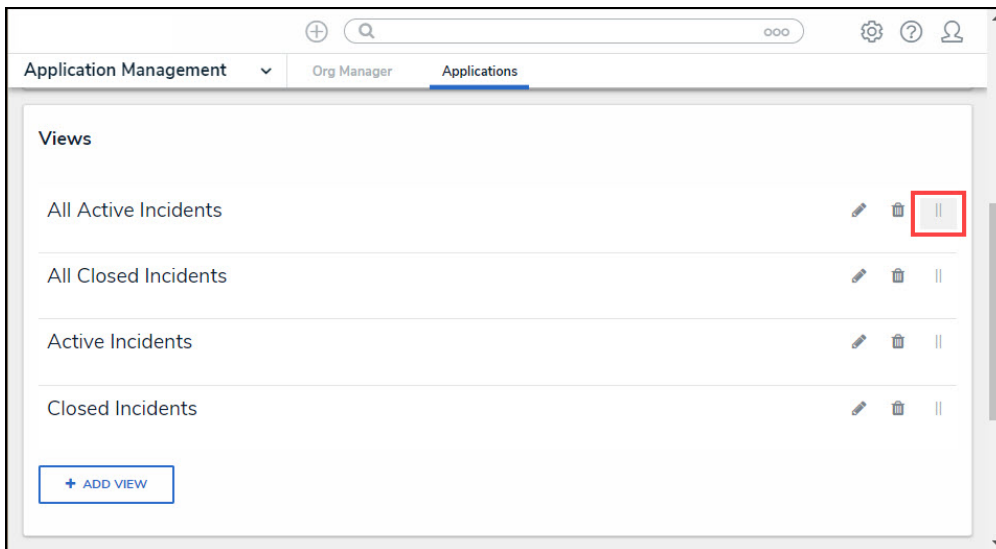 Application Management Org Manager Applications
Views
All Active Incidents
All Closed Incidents
Active Incidents
Closed Incidents
+ ADD VIEW